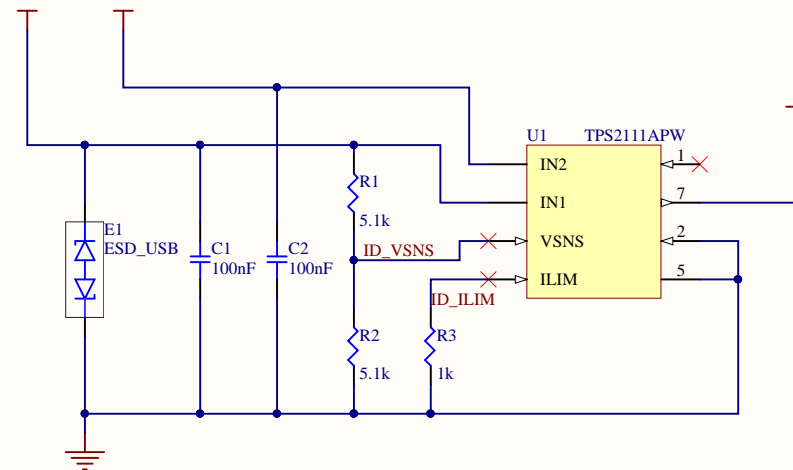 U1 TPS2111APW
IN2 1
R1
IN1 7
5.1k
E1
ESD_USB
C1
100nF
C2
100nF
ID_VSNS
VSNS 2
ILIM 5
ID_ILIM
R2
5.1k
R3
1k